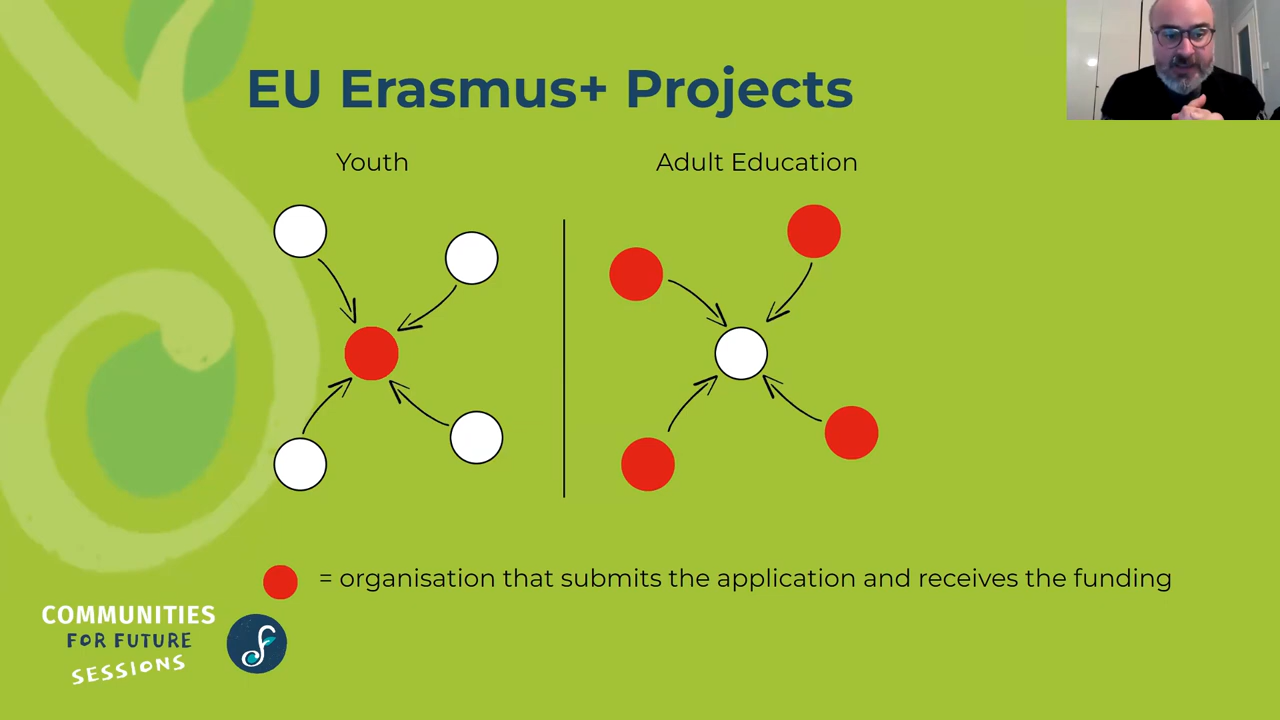 EU Erasmus+ Projects
Youth
Adult Education
= organisation that submits the application and receives the funding
COMMUNITIES
FOR FUTURE
SESSIONS